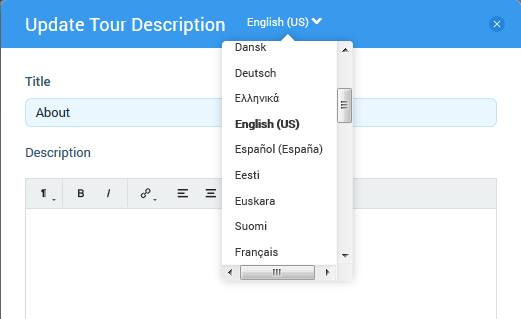 Update Tour Description
English (US)
Title
About
Description
B I
Dansk
Deutsch
Ελληνικά
English (US)
Español (España)
Eesti
Euskara
Suomi
Français